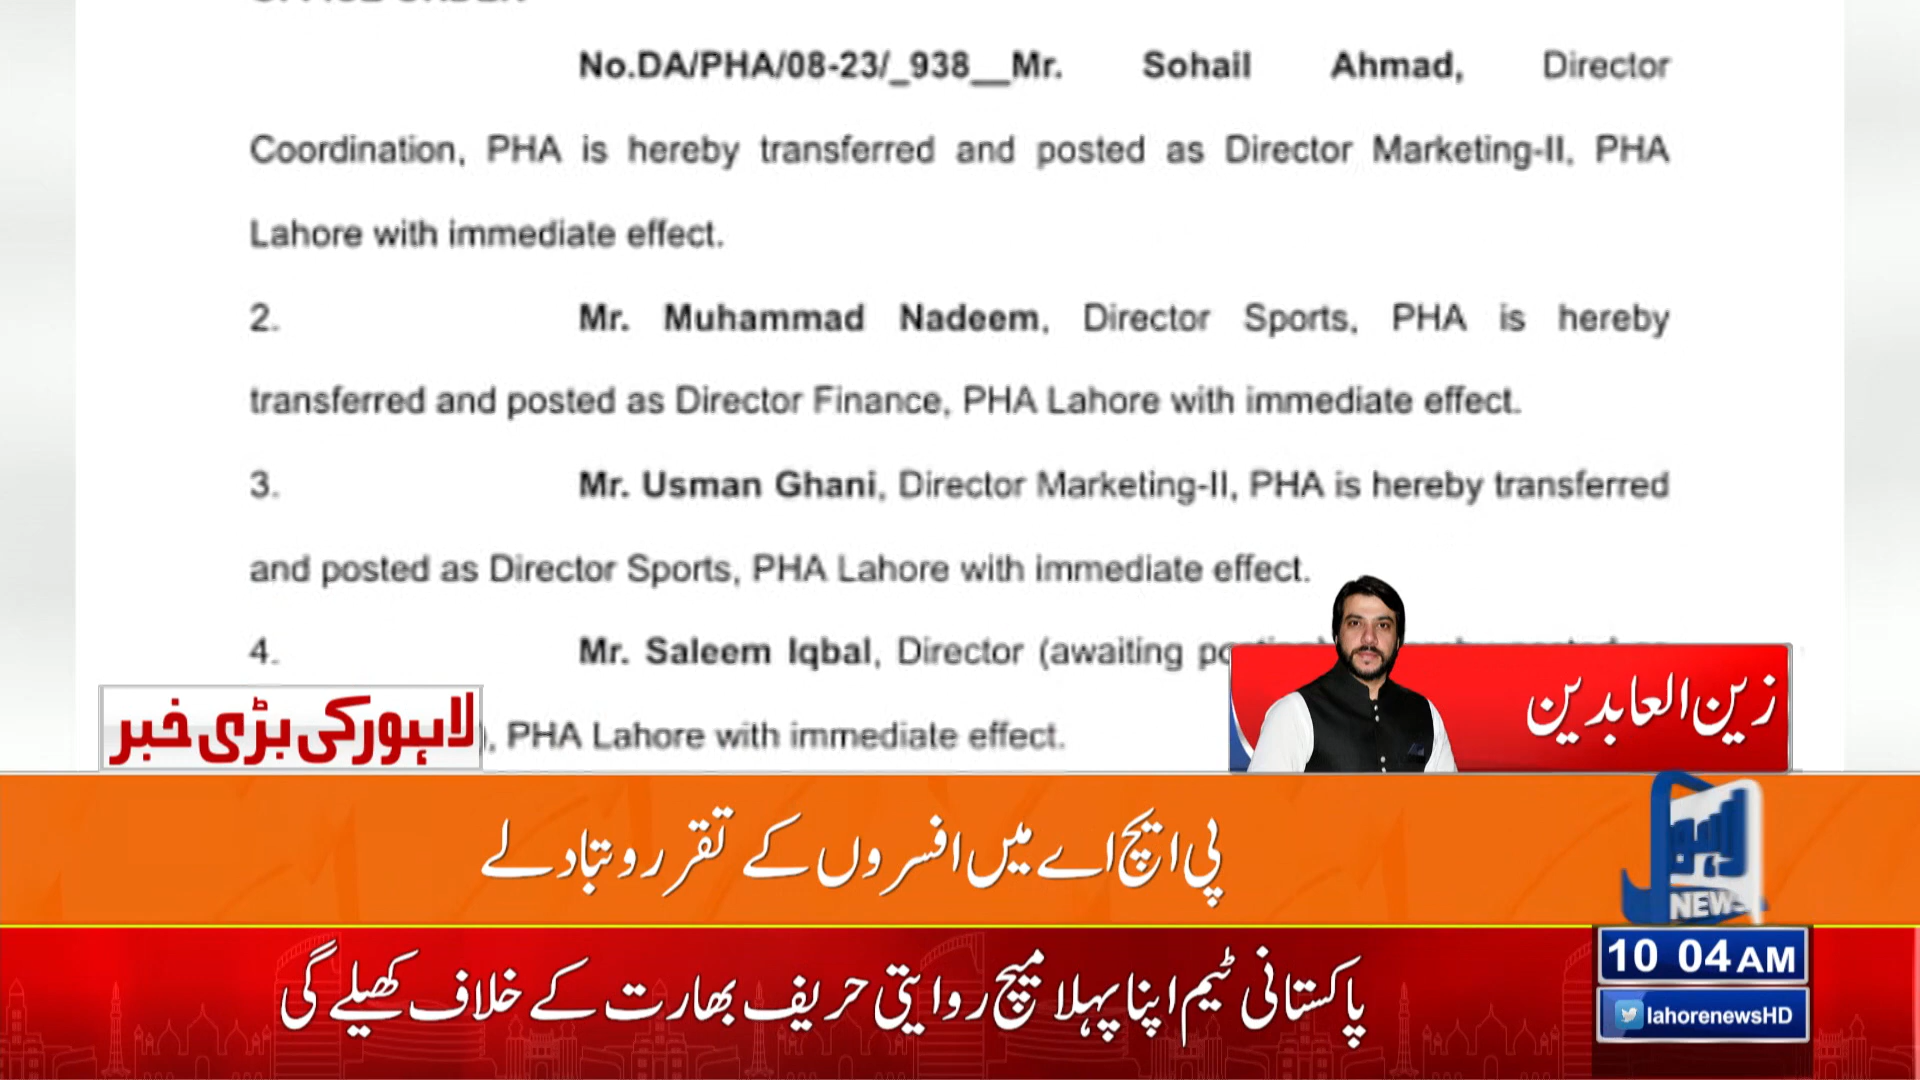 No.DA/PHA/08-23/_938__Mr. Sohail Ahmad, Director
Coordination, PHA is hereby transferred and posted as Director Marketing-II, PHA
Lahore with immediate effect.
2. Mr. Muhammad Nadeem, Director Sports, PHA is hereby
transferred and posted as Director Finance, PHA Lahore with immediate effect.
3. Mr. Usman Ghani, Director Marketing-II, PHA is hereby transferred
and posted as Director Sports, PHA Lahore with immediate effect.
4. Mr. Saleem Iqbal, Director (awaiting
), PHA Lahore with immediate effect.
زین العابدین
لاہور کی بڑی خبر
پی ایچ اے میں افسروں کے تقرر و تبادلے
لاہور
NEWS
پاکستانی ٹیم اپنا پہلا میچ روایتی حریف بھارت کے خلاف کھیلے گی
10 04 AM
lahorenewsHD